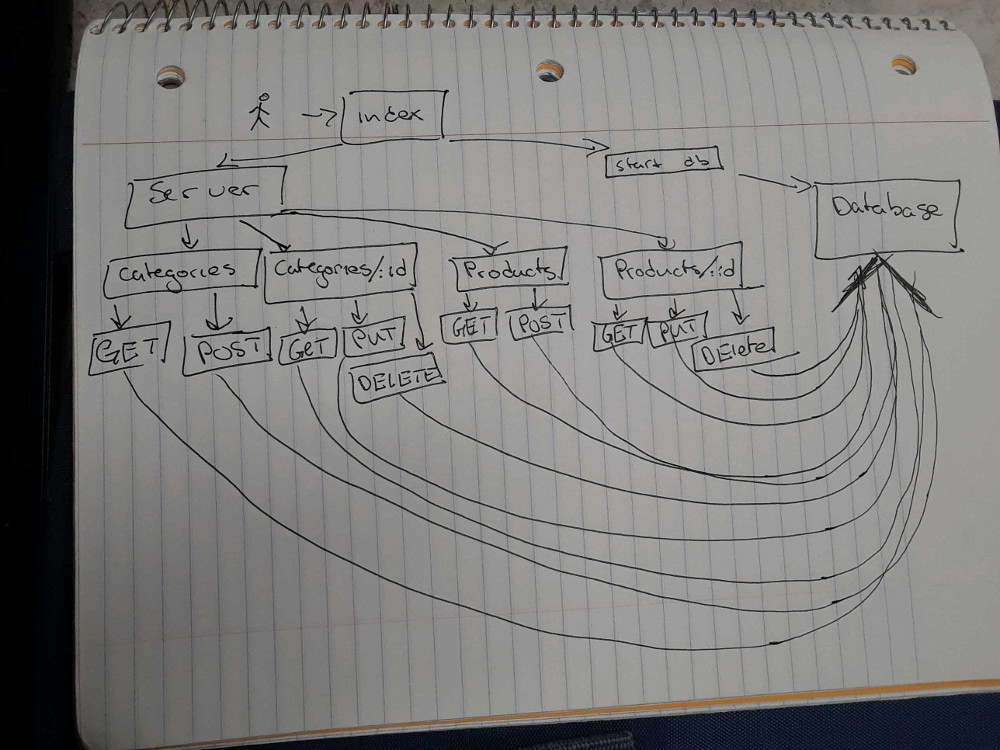 index
start db
Server
Database
Categories
Categories/:id
Products
Products/:id
GET
POST
GET
PUT
DELETE
GET
POST
GET
PUT
DElete